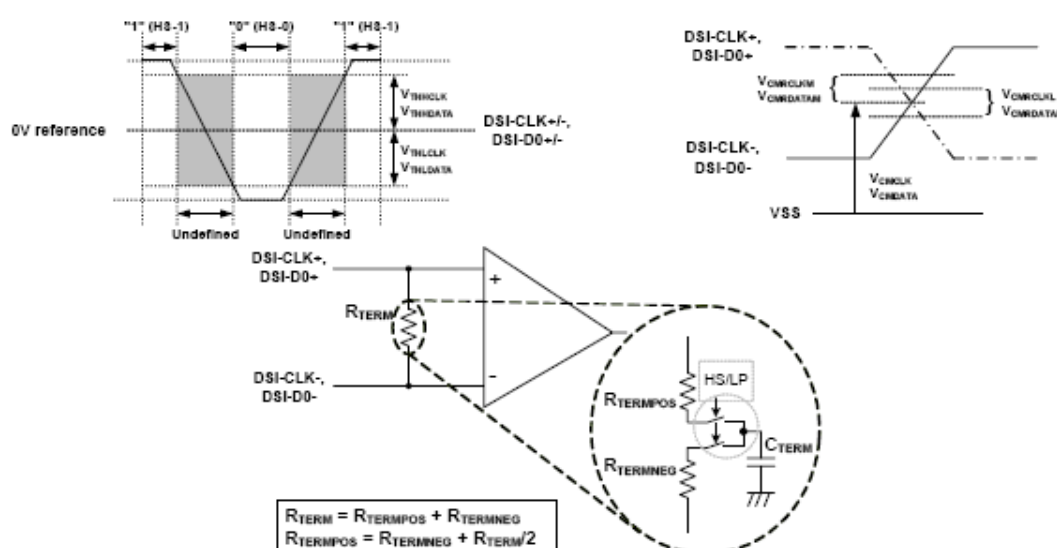 "1" (HS-1) "0" (HS-0) "1" (HS-1)
VTHHCLK
VTHHDATA
0V reference
DSI-CLK+/-,
DSI-D0+/-
VTHLCLK
VTHLDATA
Undefined Undefined
DSI-CLK+,
DSI-D0+
VCMRCLKM
VCMRDATAM
VCMRCLKL
VCMRDATAL
DSI-CLK-,
DSI-D0-
VCMCLK
VCMDATA
VSS
DSI-CLK+,
DSI-D0+
+
RTERM
-
DSI-CLK-,
DSI-D0-
HS/LP
RTERMPOS
CTERM
RTERMNEG
RTERM = RTERMPOS + RTERMNEG
RTERMPOS = RTERMNEG + RTERM/2